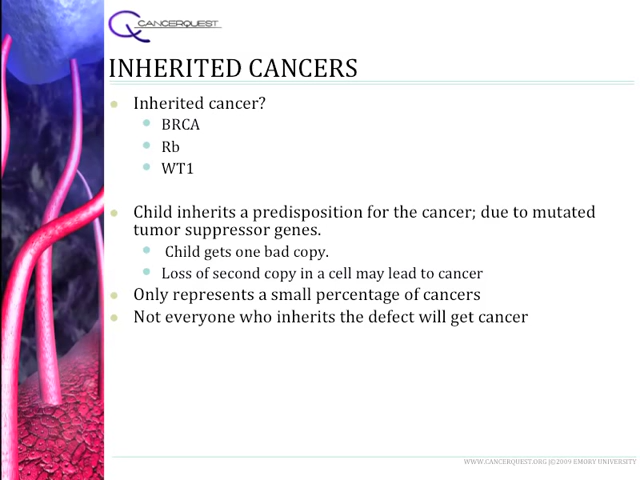 CANCERQUEST
INHERITED CANCERS
Inherited cancer?
BRCA
Rb
WT1
Child inherits a predisposition for the cancer; due to mutated
tumor suppressor genes.
Child gets one bad copy.
Loss of second copy in a cell may lead to cancer
Only represents a small percentage of cancers
Not everyone who inherits the defect will get cancer
WWW.CANCERQUEST.ORG |©2009 EMORY UNIVERSITY